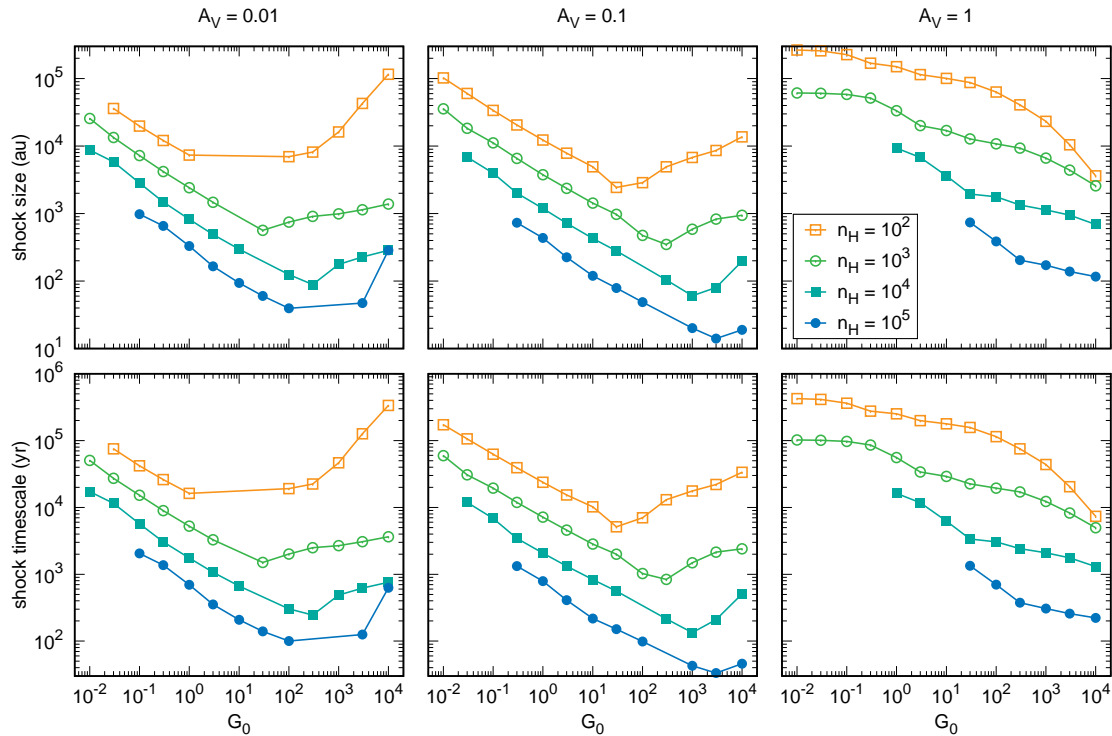 A_V = 0.01
A_V = 0.1
A_V = 1
shock size (au)
10^5
10^4
10^3
10^2
10^1
n_H = 10^2
n_H = 10^3
n_H = 10^4
n_H = 10^5
shock timescale (yr)
10^6
10^5
10^4
10^3
10^2
10^-2 10^-1 10^0 10^1 10^2 10^3 10^4
10^-2 10^-1 10^0 10^1 10^2 10^3 10^4
10^-2 10^-1 10^0 10^1 10^2 10^3 10^4
G_0
G_0
G_0